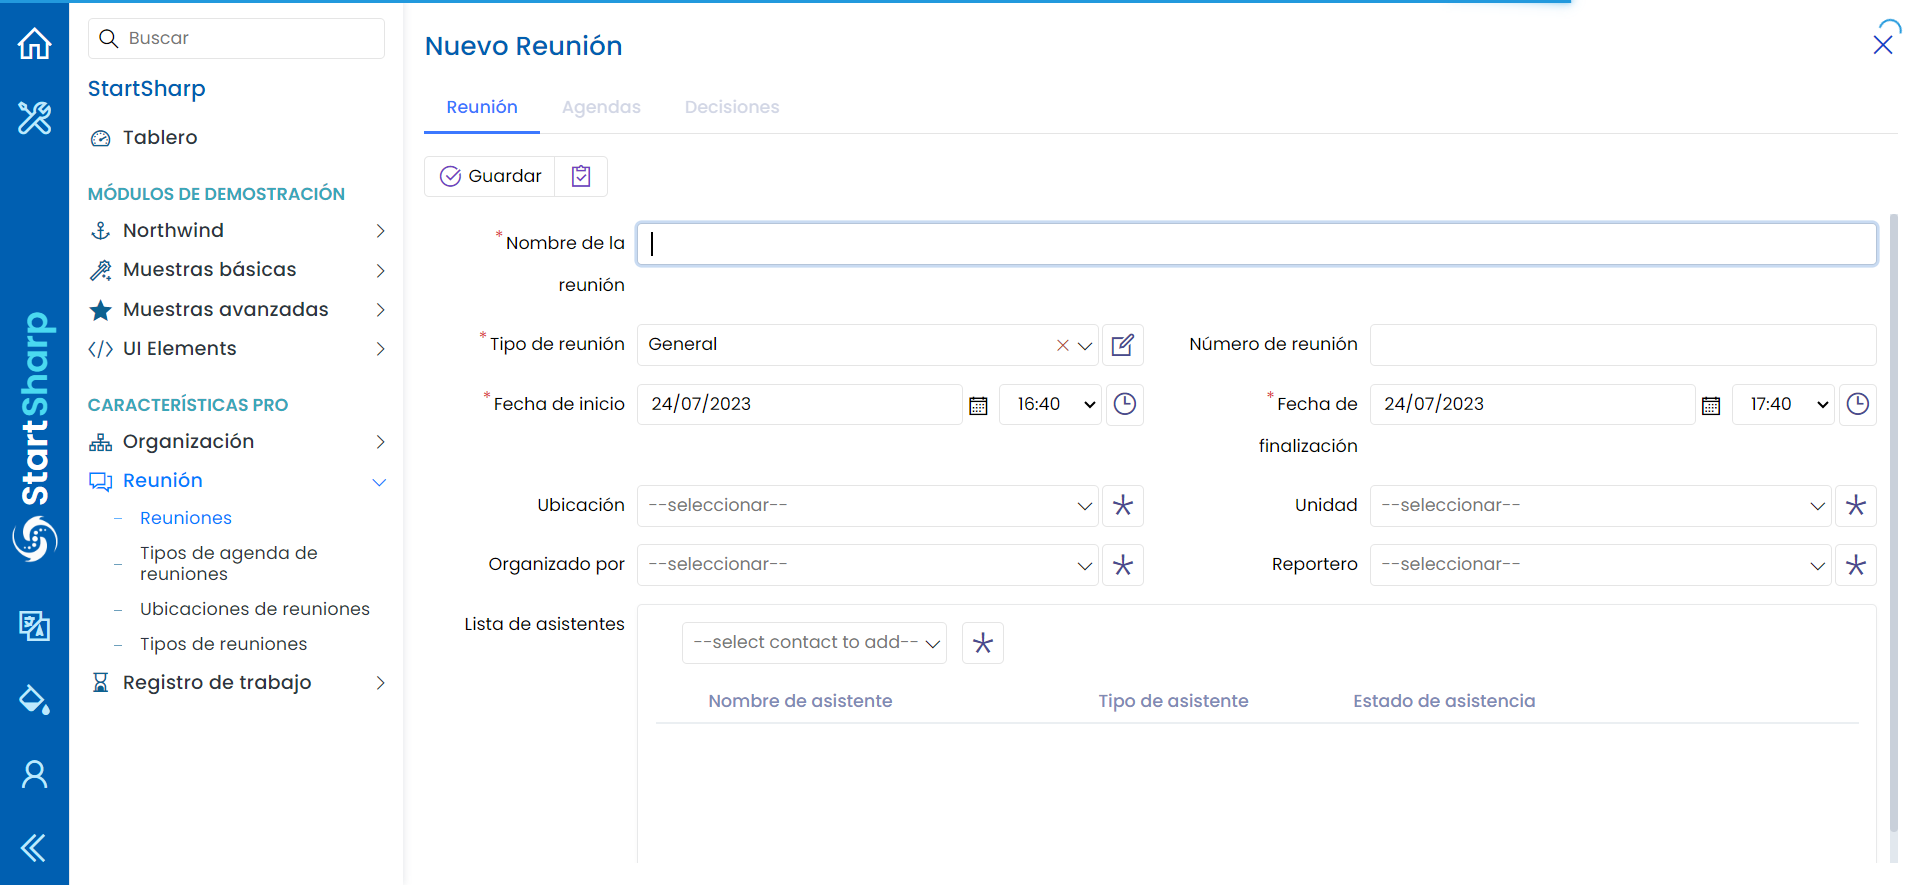 Buscar
StartSharp
Tablero
MÓDULOS DE DEMOSTRACIÓN
Northwind
Muestras básicas
Muestras avanzadas
UI Elements
CARACTERÍSTICAS PRO
Organización
Reunión
Reuniones
Tipos de agenda de
reuniones
Ubicaciones de reuniones
Tipos de reuniones
Registro de trabajo
StartSharp
Nuevo Reunión
Reunión Agendas Decisiones
Guardar
*Nombre de la
reunión
*Tipo de reunión General Número de reunión
*Fecha de inicio 24/07/2023 16:40 *Fecha de 24/07/2023 17:40
finalización
Ubicación --seleccionar-- Unidad --seleccionar--
Organizado por --seleccionar-- Reportero --seleccionar--
Lista de asistentes
--select contact to add--
Nombre de asistente Tipo de asistente Estado de asistencia